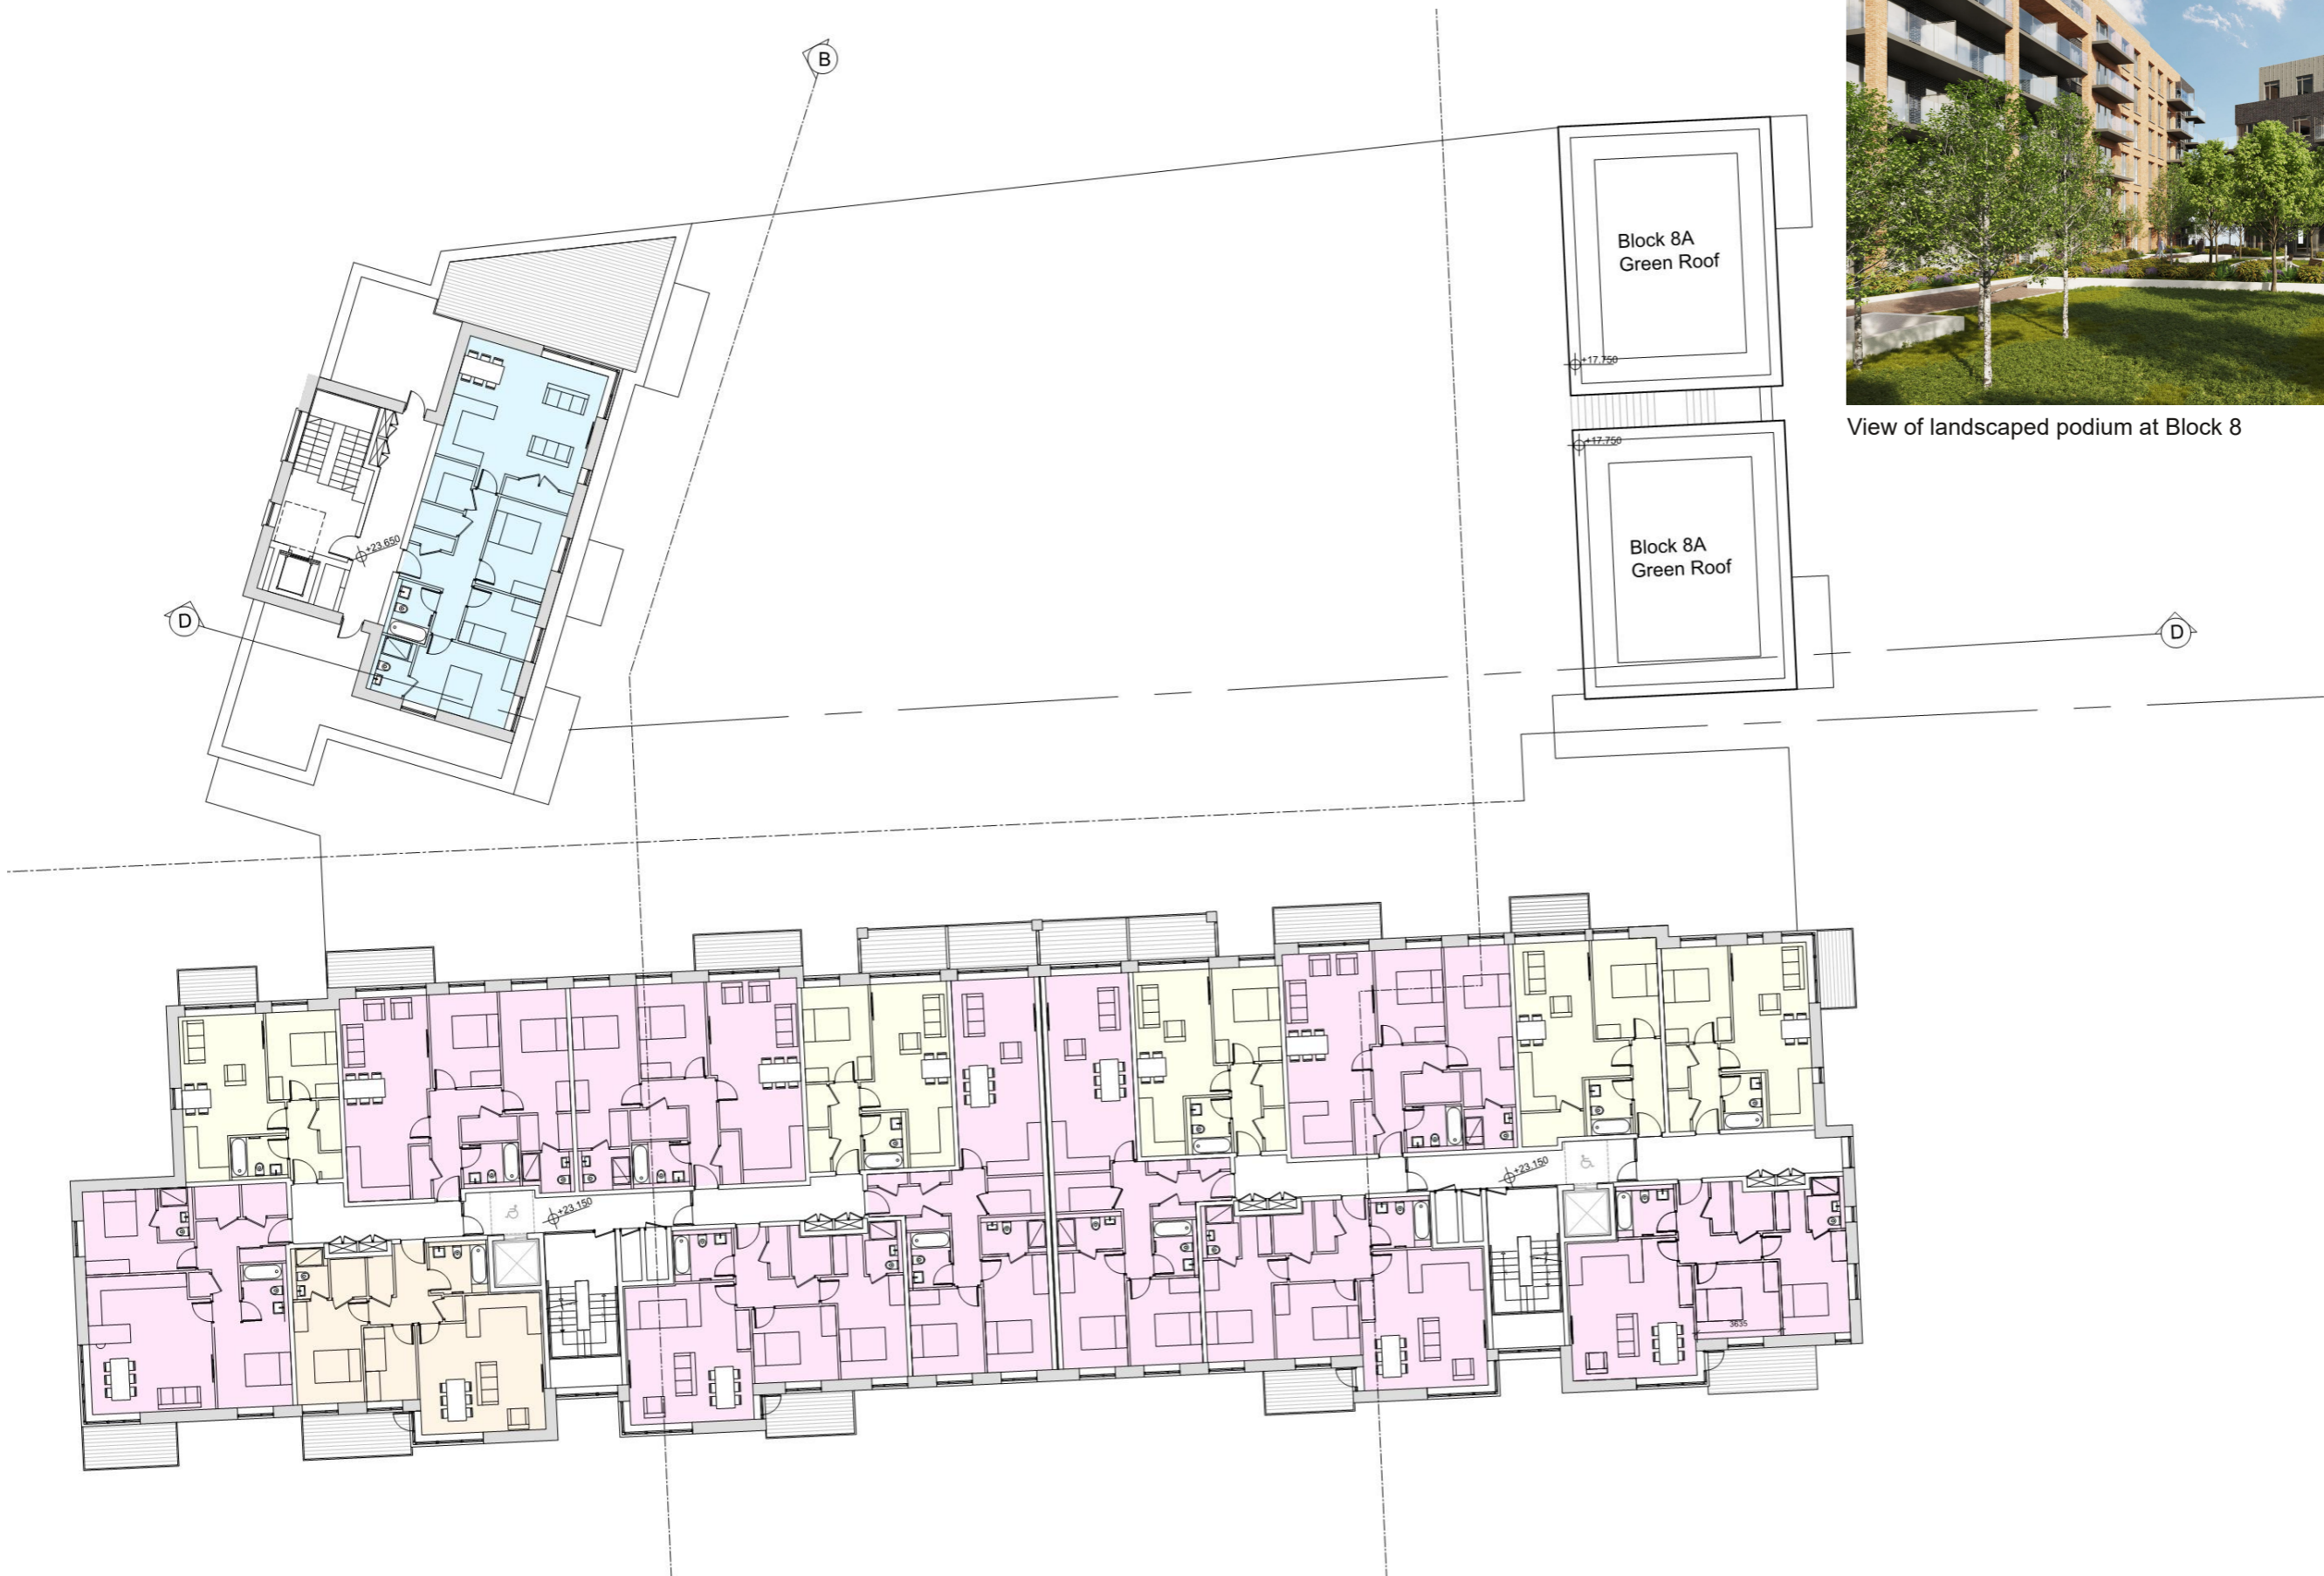 B
Block 8A
Green Roof
+17.750
View of landscaped podium at Block 8
+17.750
+23.650
Block 8A
Green Roof
D
D
+23.150
+23.150
3635